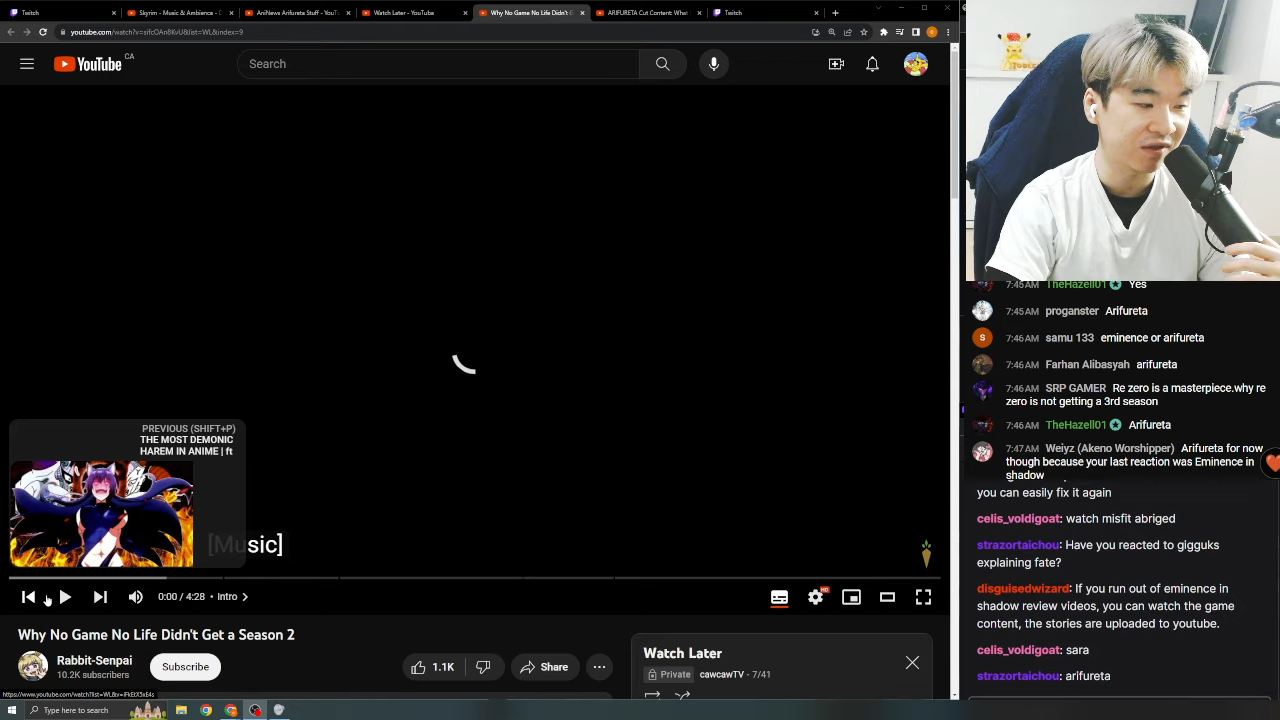 Twitch
Skyrim - Music & Ambience - D
AniNews Arifureta Stuff - YouT
Watch Later - YouTube
Why No Game No Life Didn't G
ARIFURETA Cut Content: What
Twitch
youtube.com/watch?v=sifcOAn8KvU&list=WL&index=9
YouTube CA
Search
PREVIOUS (SHIFT+P)
THE MOST DEMONIC
HAREM IN ANIME | ft
[Music]
0:00 / 4:28 • Intro
HD
Why No Game No Life Didn't Get a Season 2
Rabbit-Senpai
10.2K subscribers
Subscribe
1.1K
Share
Watch Later
Private
cawcawTV - 7/41
Type here to search
7:45 AM TheHazell01 Yes
7:45 AM proganster Arifureta
7:46 AM samu 133 eminence or arifureta
S
7:46 AM Farhan Alibasyah arifureta
7:46 AM SRP GAMER Re zero is a masterpiece.why re
zero is not getting a 3rd season
7:46 AM TheHazell01 Arifureta
7:47 AM Weiyz (Akeno Worshipper) Arifureta for now
though because your last reaction was Eminence in
shadow
you can easily fix it again
celis_voldigoat: watch misfit abriged
strazortaichou: Have you reacted to gigguks
explaining fate?
disguisedwizard: If you run out of eminence in
shadow review videos, you can watch the game
content, the stories are uploaded to youtube.
celis_voldigoat: sara
strazortaichou: arifureta